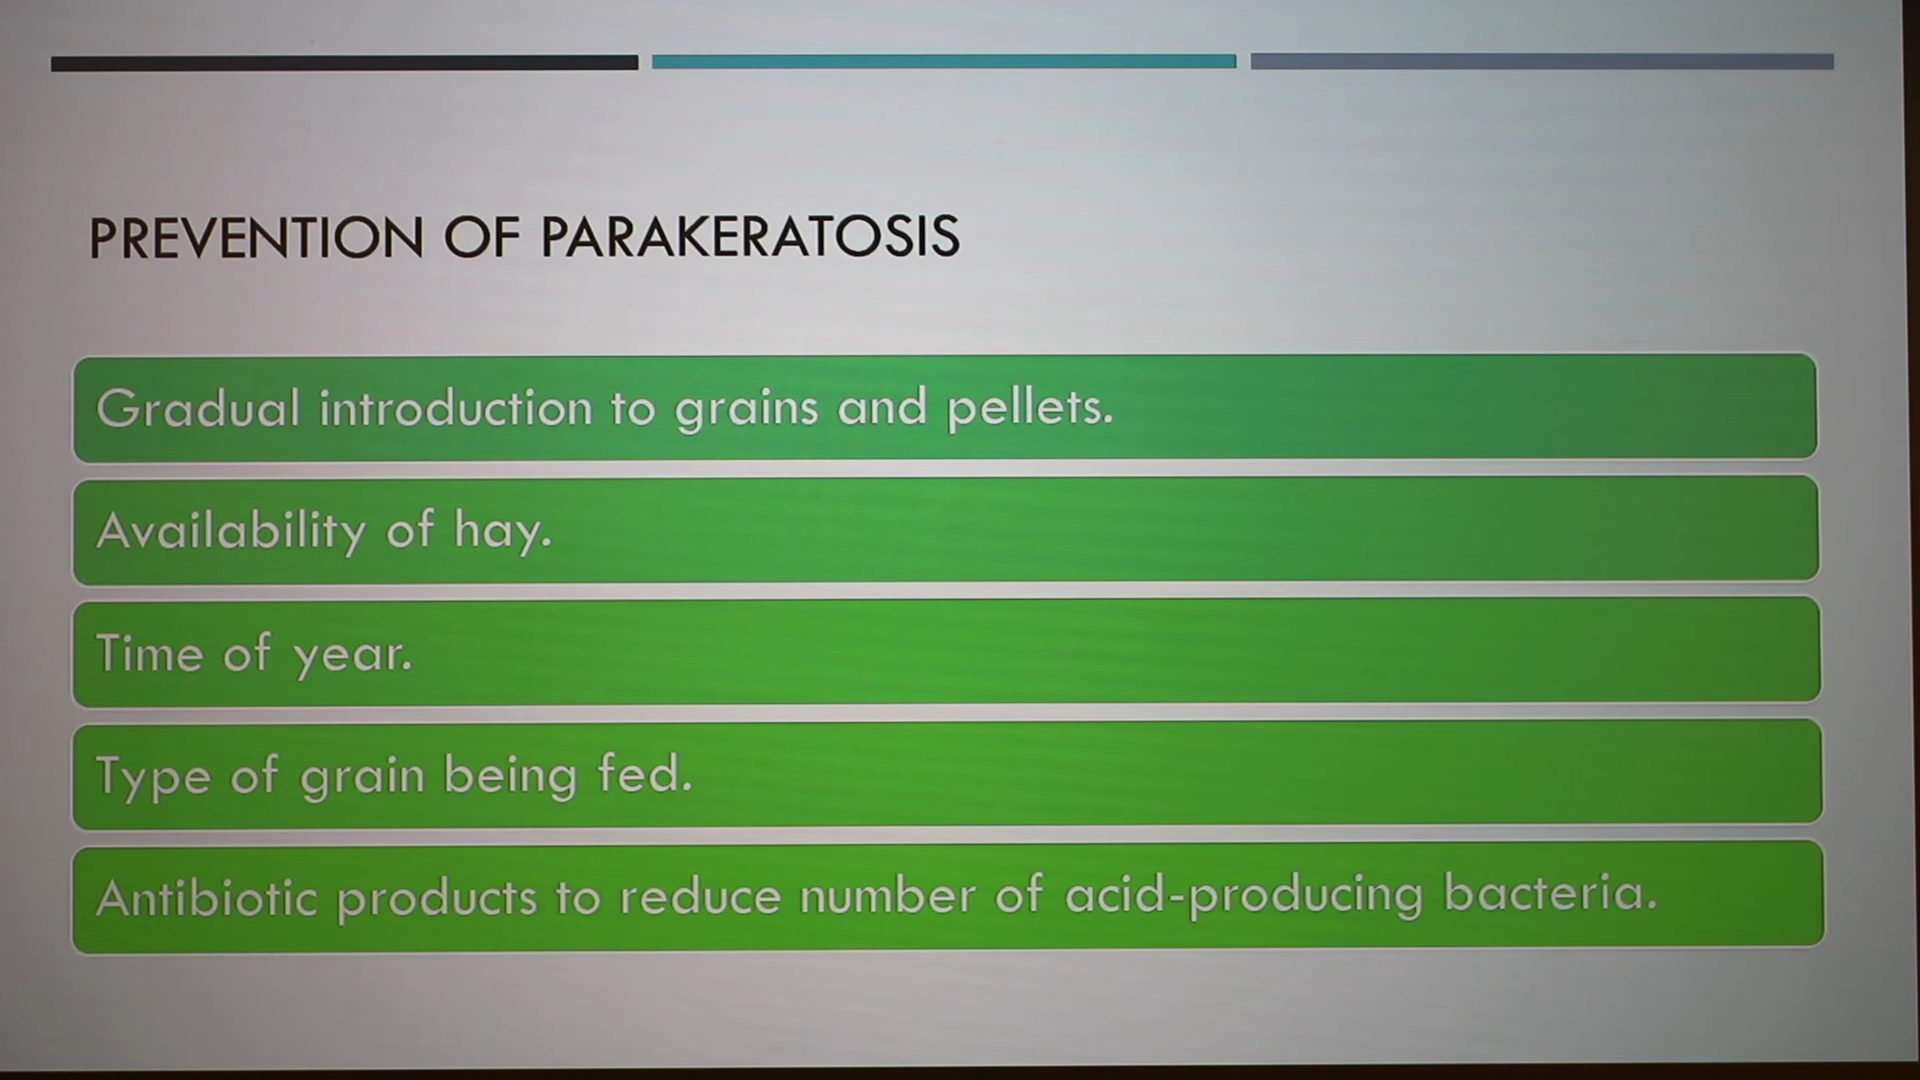 PREVENTION OF PARAKERATOSIS
Gradual introduction to grains and pellets.
Availability of hay.
Time of year.
Type of grain being fed.
Antibiotic products to reduce number of acid-producing bacteria.